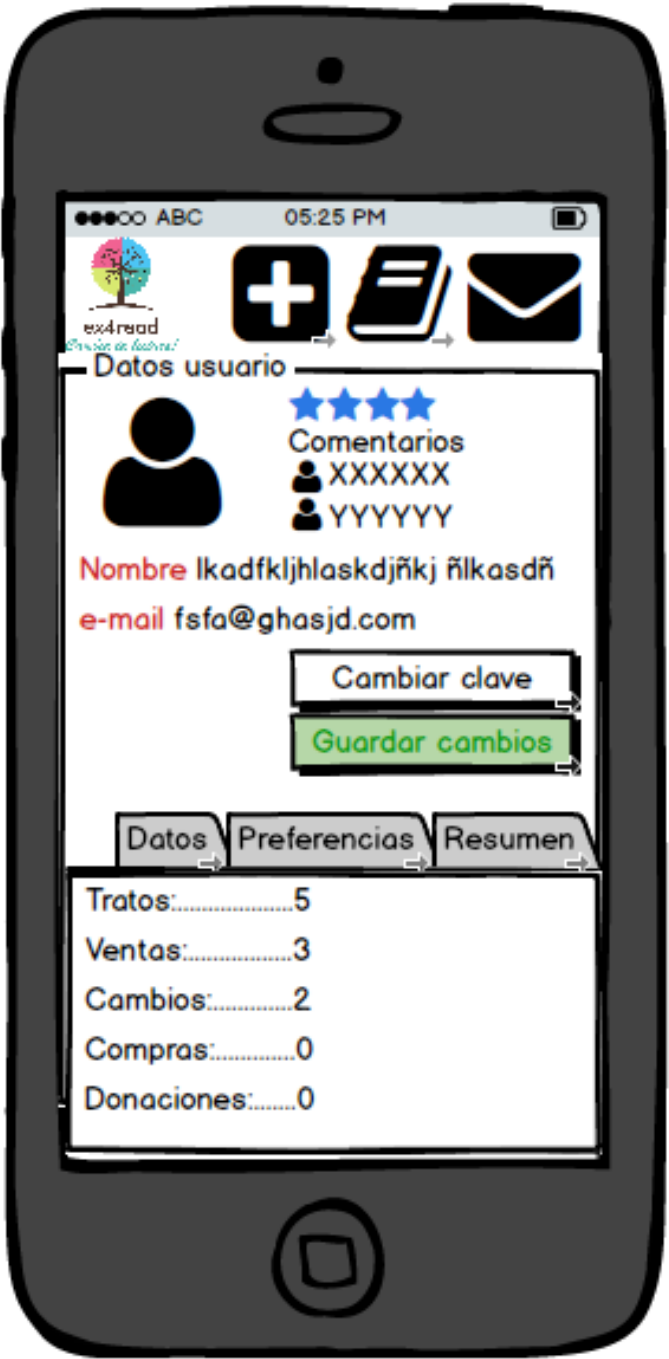 ABC 05:25 PM
ex4read
Datos usuario
Comentarios
XXXXXX
YYYYYY
Nombre lkadfkljhlaskdjñkj ñlkasdñ
e-mail fsfa@ghasjd.com
Cambiar clave
Guardar cambios
Datos Preferencias Resumen
Tratos:.....................5
Ventas:...................3
Cambios:..............2
Compras:..............0
Donaciones:........0